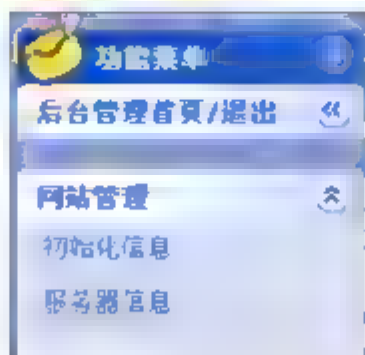 功能菜单
后台管理首页/退出
网站管理
初始化信息
服务器信息